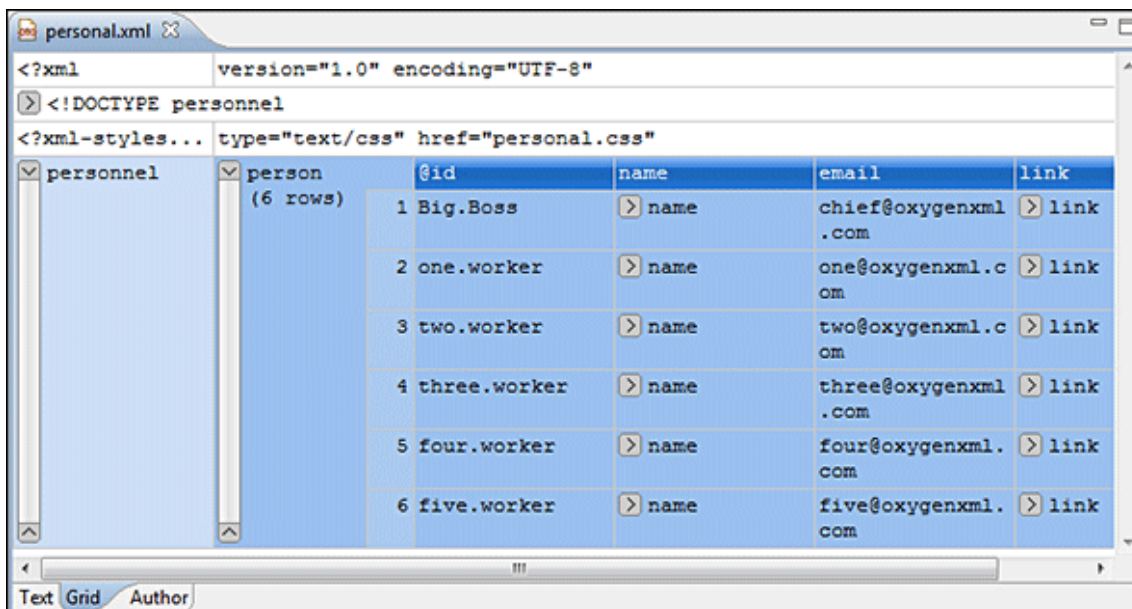 personal.xml
<?xml version="1.0" encoding="UTF-8"
<!DOCTYPE personnel
<?xml-styles... type="text/css" href="personal.css"
personnel person @id name email link
(6 rows)
1 Big.Boss name chief@oxygenxml link
.com
2 one.worker name one@oxygenxml.c link
om
3 two.worker name two@oxygenxml.c link
om
4 three.worker name three@oxygenxml link
.com
5 four.worker name four@oxygenxml. link
com
6 five.worker name five@oxygenxml. link
com
Text Grid Author